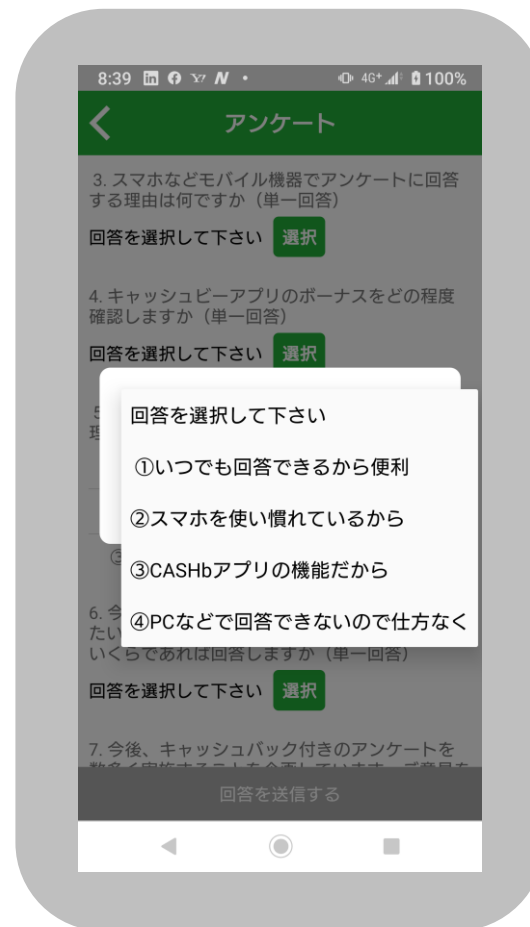 8:39
4G+
100%
アンケート
3. スマホなどモバイル機器でアンケートに回答
する理由は何ですか（単一回答）
回答を選択して下さい 選択
4. キャッシュビーアプリのボーナスをどの程度
確認しますか（単一回答）
回答を選択して下さい 選択
5
理
回答を選択して下さい
①いつでも回答できるから便利
②スマホを使い慣れているから
③CASHbアプリの機能だから
④PCなどで回答できないので仕方なく
6. 今
たい
いくらであれば回答しますか（単一回答）
回答を選択して下さい 選択
7. 今後、キャッシュバック付きのアンケートを
回答を送信する